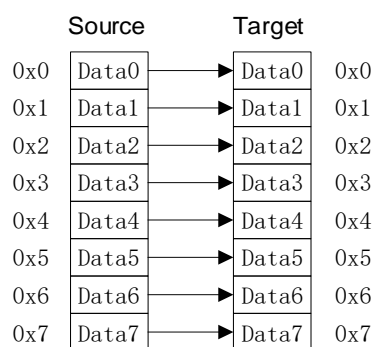 Source Target
0x0 Data0 Data0 0x0
0x1 Data1 Data1 0x1
0x2 Data2 Data2 0x2
0x3 Data3 Data3 0x3
0x4 Data4 Data4 0x4
0x5 Data5 Data5 0x5
0x6 Data6 Data6 0x6
0x7 Data7 Data7 0x7